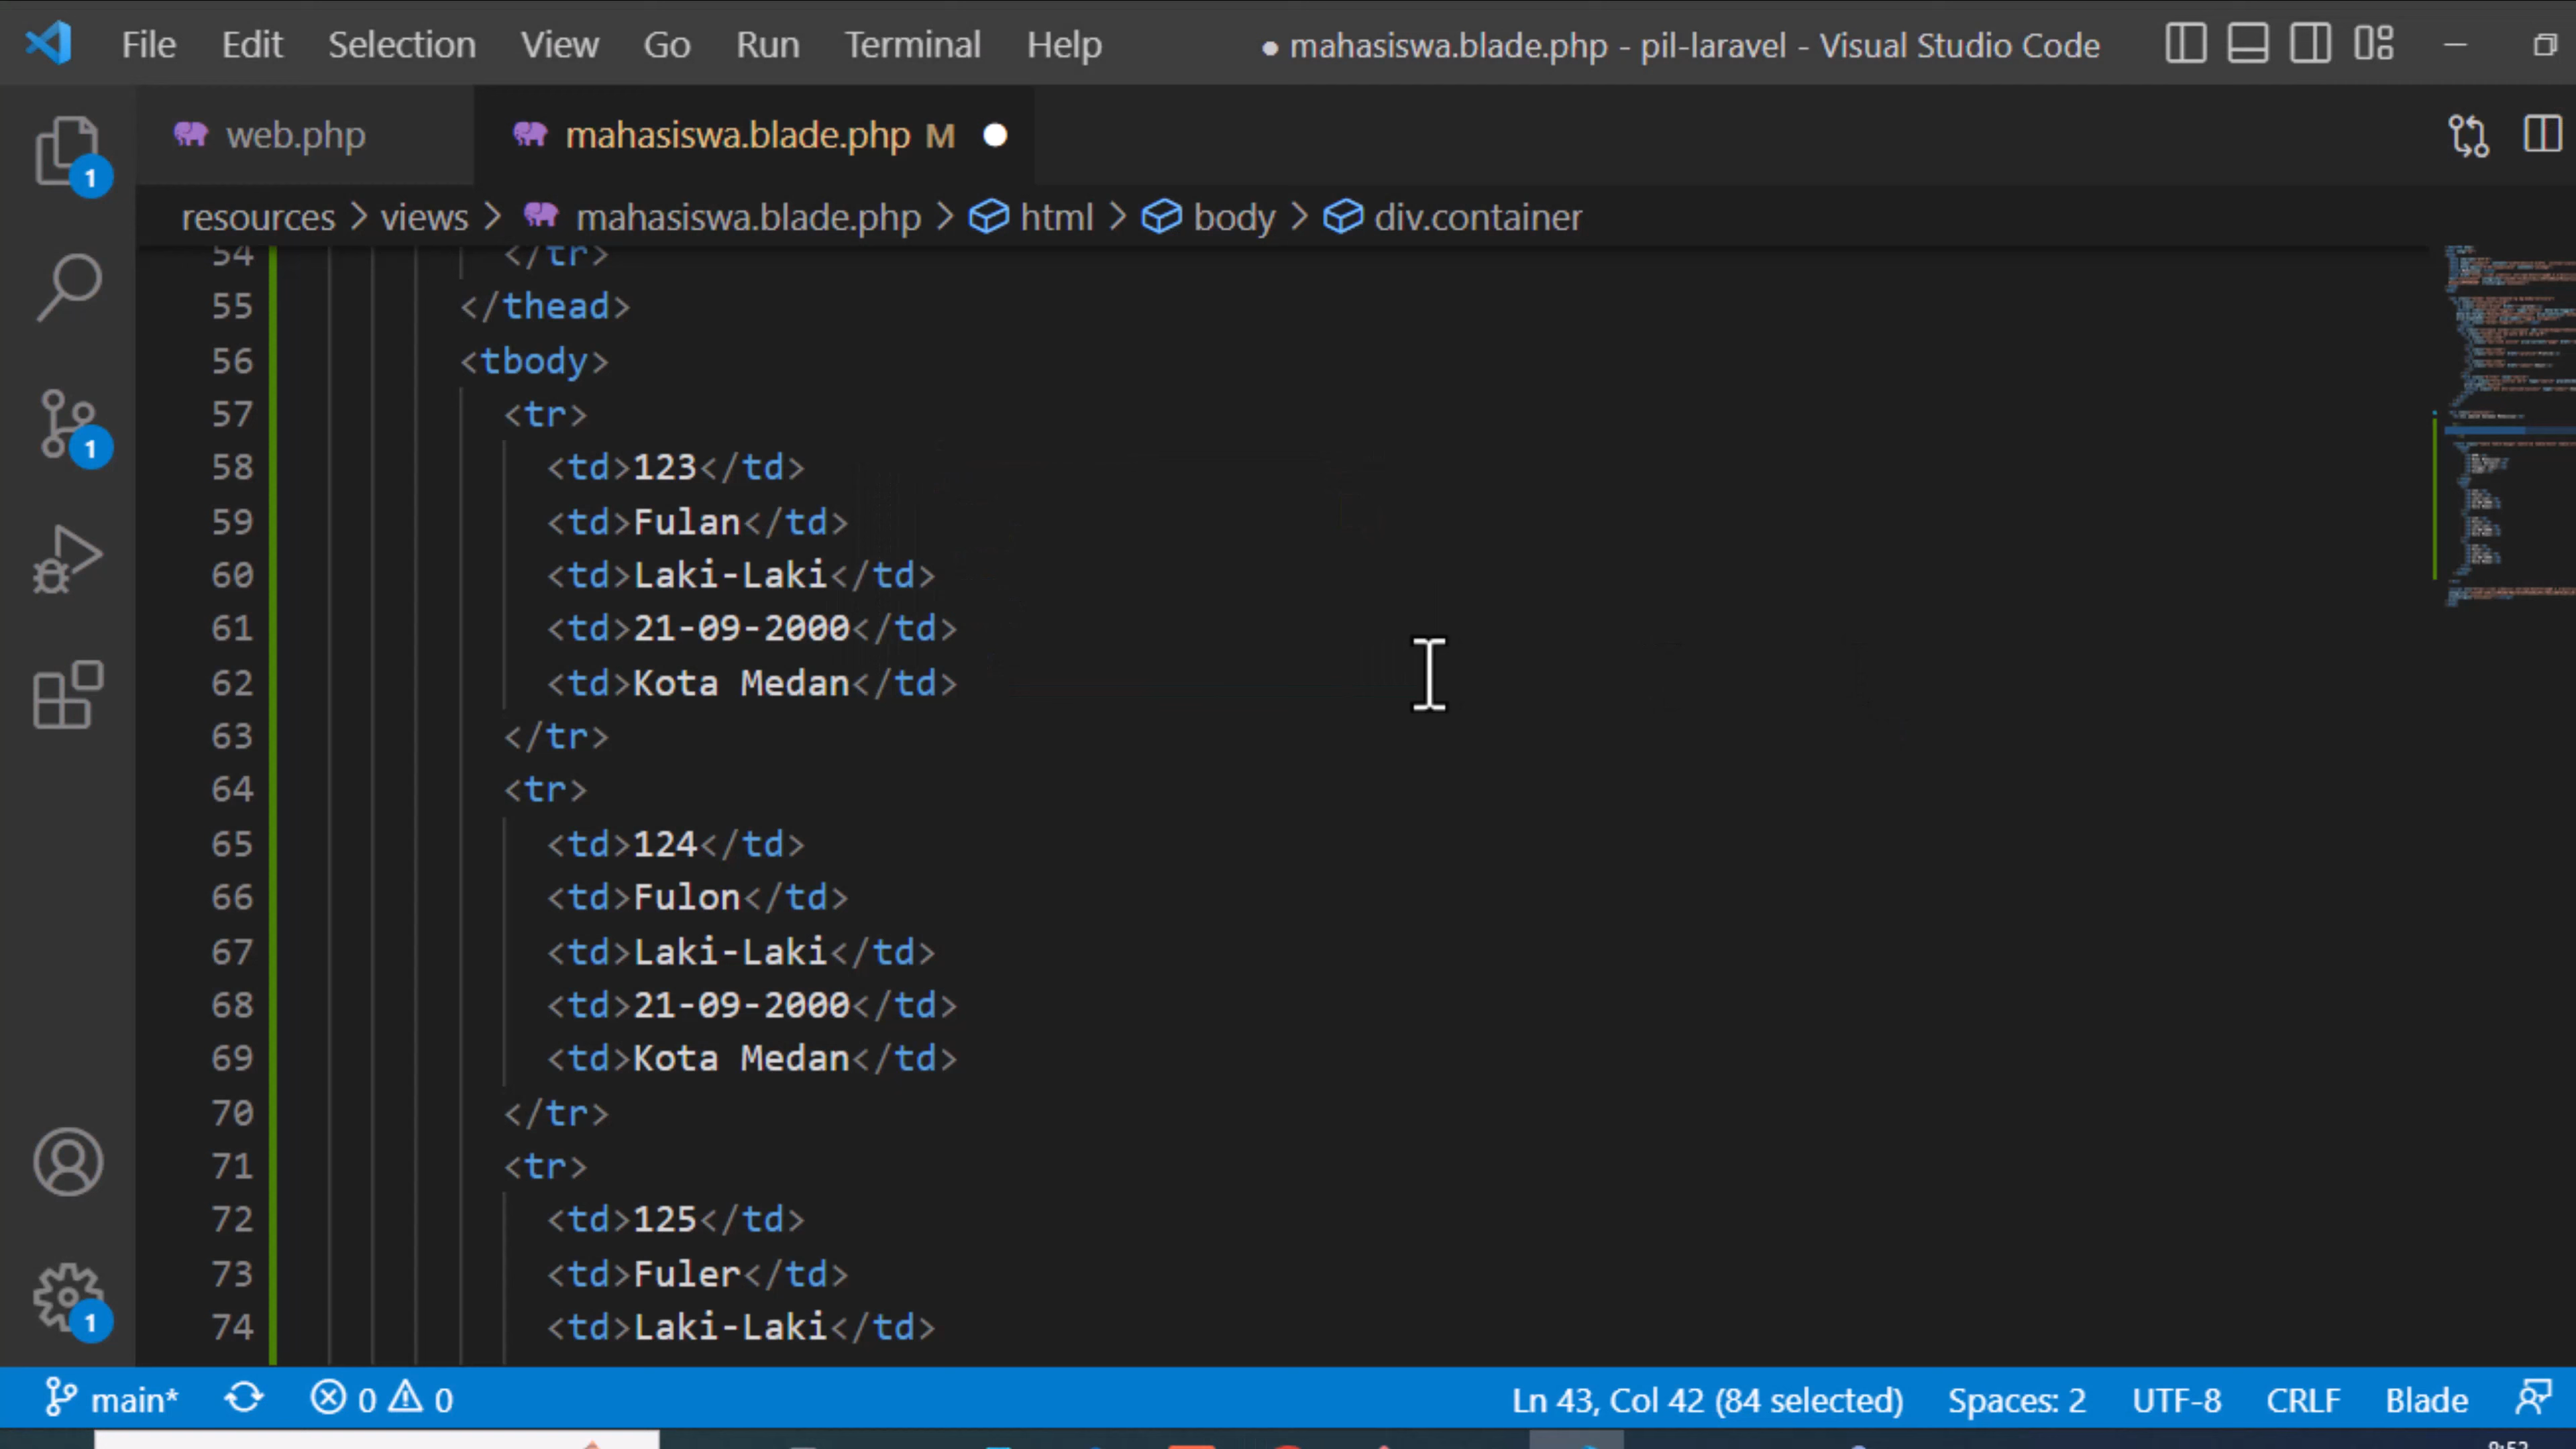 File Edit Selection View Go Run Terminal Help ● mahasiswa.blade.php - pil-laravel - Visual Studio Code
web.php mahasiswa.blade.php M
resources > views > mahasiswa.blade.php > html > body > div.container
54 </tr>
55 </thead>
56 <tbody>
57 <tr>
58 <td>123</td>
59 <td>Fulan</td>
60 <td>Laki-Laki</td>
61 <td>21-09-2000</td>
62 <td>Kota Medan</td>
63 </tr>
64 <tr>
65 <td>124</td>
66 <td>Fulon</td>
67 <td>Laki-Laki</td>
68 <td>21-09-2000</td>
69 <td>Kota Medan</td>
70 </tr>
71 <tr>
72 <td>125</td>
73 <td>Fuler</td>
74 <td>Laki-Laki</td>
1
1
1
main* 0 0 Ln 43, Col 42 (84 selected) Spaces: 2 UTF-8 CRLF Blade